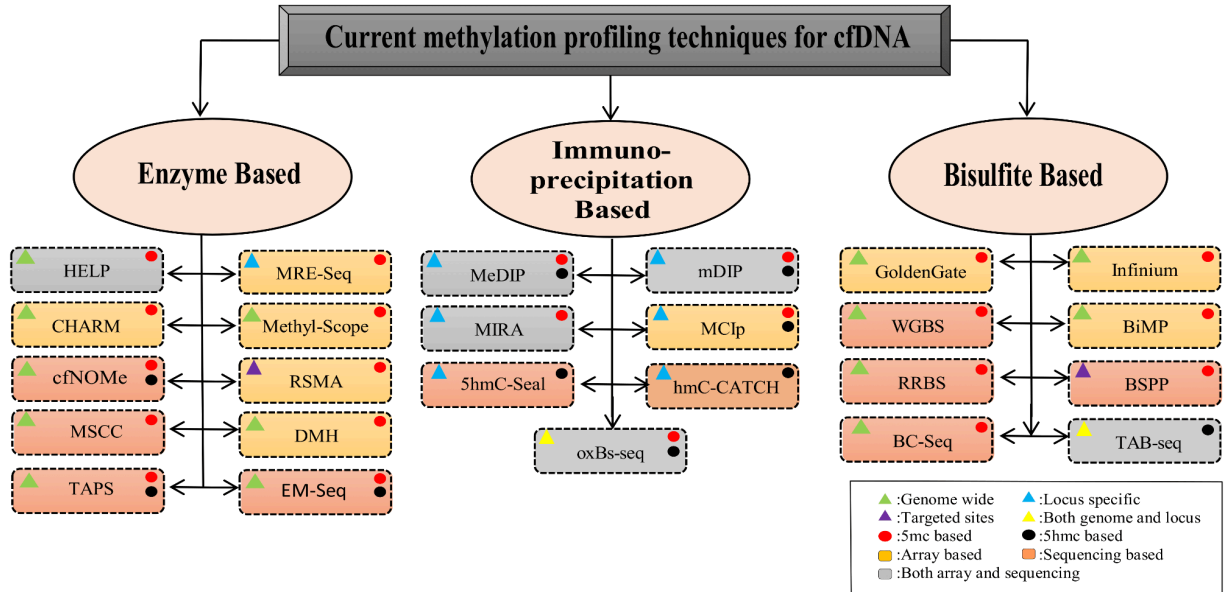 Current methylation profiling techniques for cfDNA
Enzyme Based
Immuno-
precipitation
Based
Bisulfite Based
HELP
MRE-Seq
CHARM
Methyl-Scope
cfNOMe
RSMA
MSCC
DMH
TAPS
EM-Seq
MeDIP
mDIP
MIRA
MCIp
5hmC-Seal
hmC-CATCH
oxBs-seq
GoldenGate
Infinium
WGBS
BiMP
RRBS
BSPP
BC-Seq
TAB-seq
:Genome wide
:Locus specific
:Targeted sites
:Both genome and locus
:5mc based
:5hmc based
:Array based
:Sequencing based
:Both array and sequencing